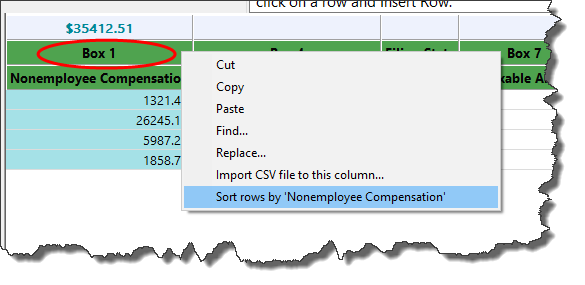 click on a row and Insert Row.
$35412.51
Box 1
Box 7
Nonemployee Compensation
1321.4
26245.1
5987.2
1858.7
Cut
Copy
Paste
Find...
Replace...
Import CSV file to this column...
Sort rows by 'Nonemployee Compensation'